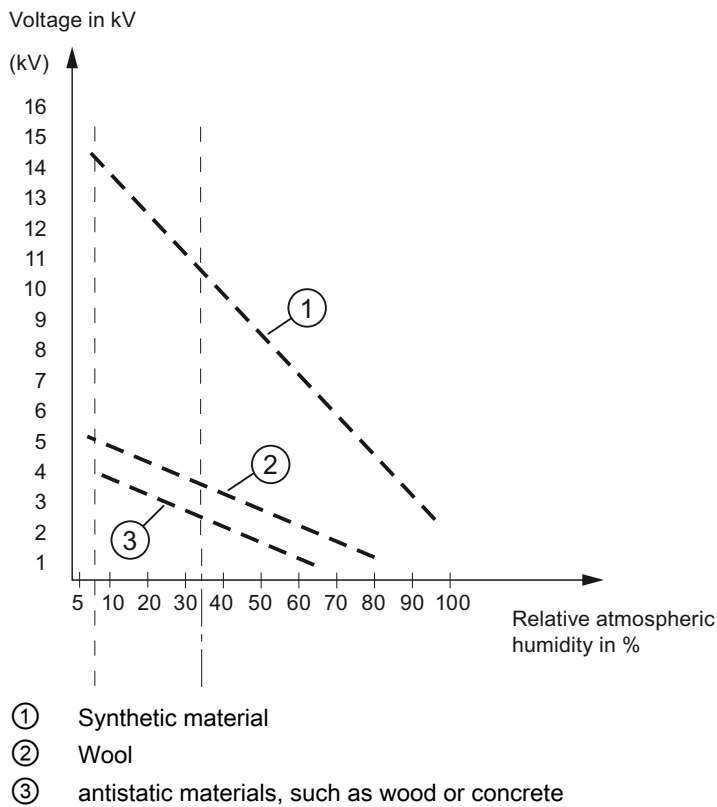 Voltage in kV
(kV)
16
15
14
13
12
11
10
9
8
7
6
5
4
3
2
1
①
②
③
5 10 20 30 40 50 60 70 80 90 100
Relative atmospheric
humidity in %
① Synthetic material
② Wool
③ antistatic materials, such as wood or concrete